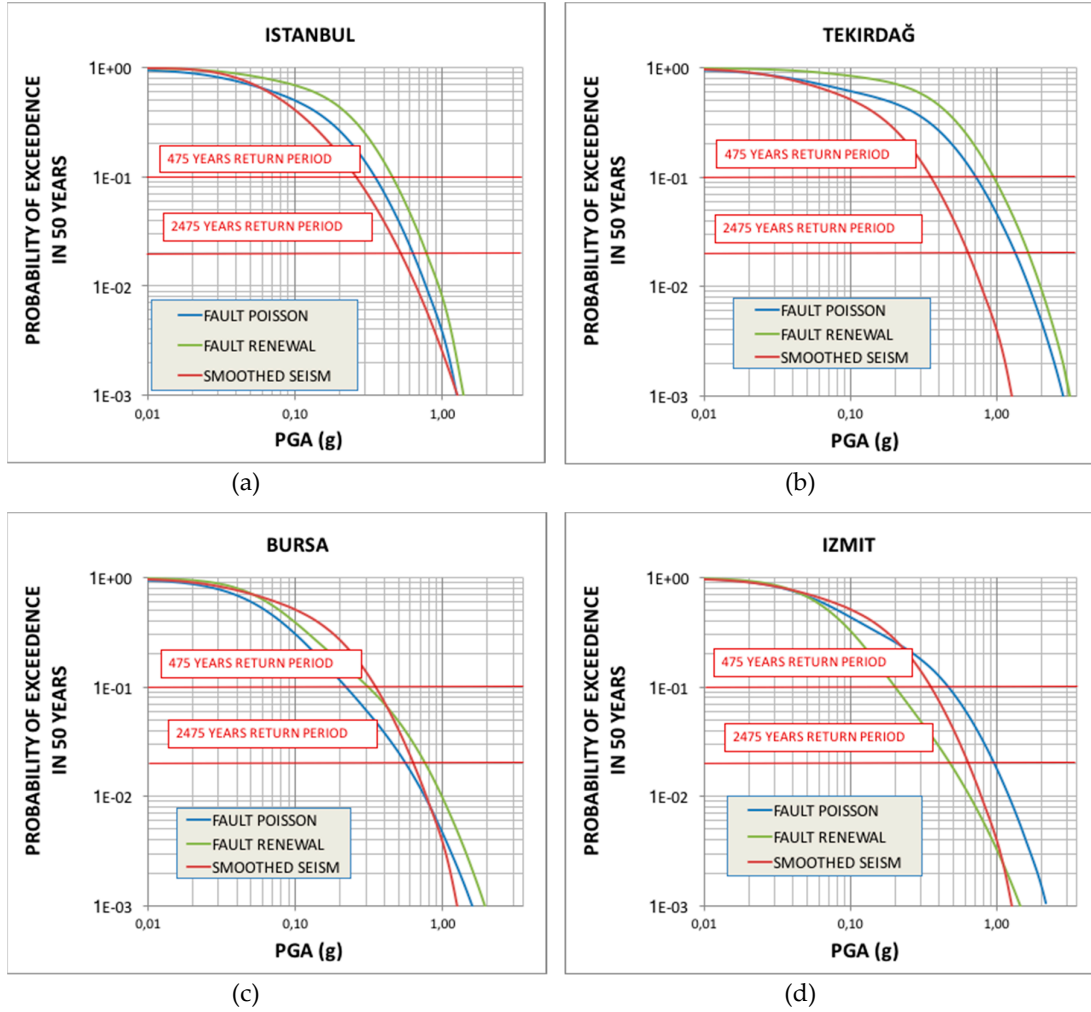 ISTANBUL
PROBABILITY OF EXCEEDENCE
IN 50 YEARS
1E+00
1E-01
1E-02
1E-03
475 YEARS RETURN PERIOD
2475 YEARS RETURN PERIOD
FAULT POISSON
FAULT RENEWAL
SMOOTHED SEISM
0,01
0,10
1,00
PGA (g)
(a)
TEKIRDAĞ
PROBABILITY OF EXCEEDENCE
IN 50 YEARS
1E+00
1E-01
1E-02
1E-03
475 YEARS RETURN PERIOD
2475 YEARS RETURN PERIOD
FAULT POISSON
FAULT RENEWAL
SMOOTHED SEISM
0,01
0,10
1,00
PGA (g)
(b)
BURSA
PROBABILITY OF EXCEEDENCE
IN 50 YEARS
1E+00
1E-01
1E-02
1E-03
475 YEARS RETURN PERIOD
2475 YEARS RETURN PERIOD
FAULT POISSON
FAULT RENEWAL
SMOOTHED SEISM
0,01
0,10
1,00
PGA (g)
(c)
IZMIT
PROBABILITY OF EXCEEDENCE
IN 50 YEARS
1E+00
1E-01
1E-02
1E-03
475 YEARS RETURN PERIOD
2475 YEARS RETURN PERIOD
FAULT POISSON
FAULT RENEWAL
SMOOTHED SEISM
0,01
0,10
1,00
PGA (g)
(d)